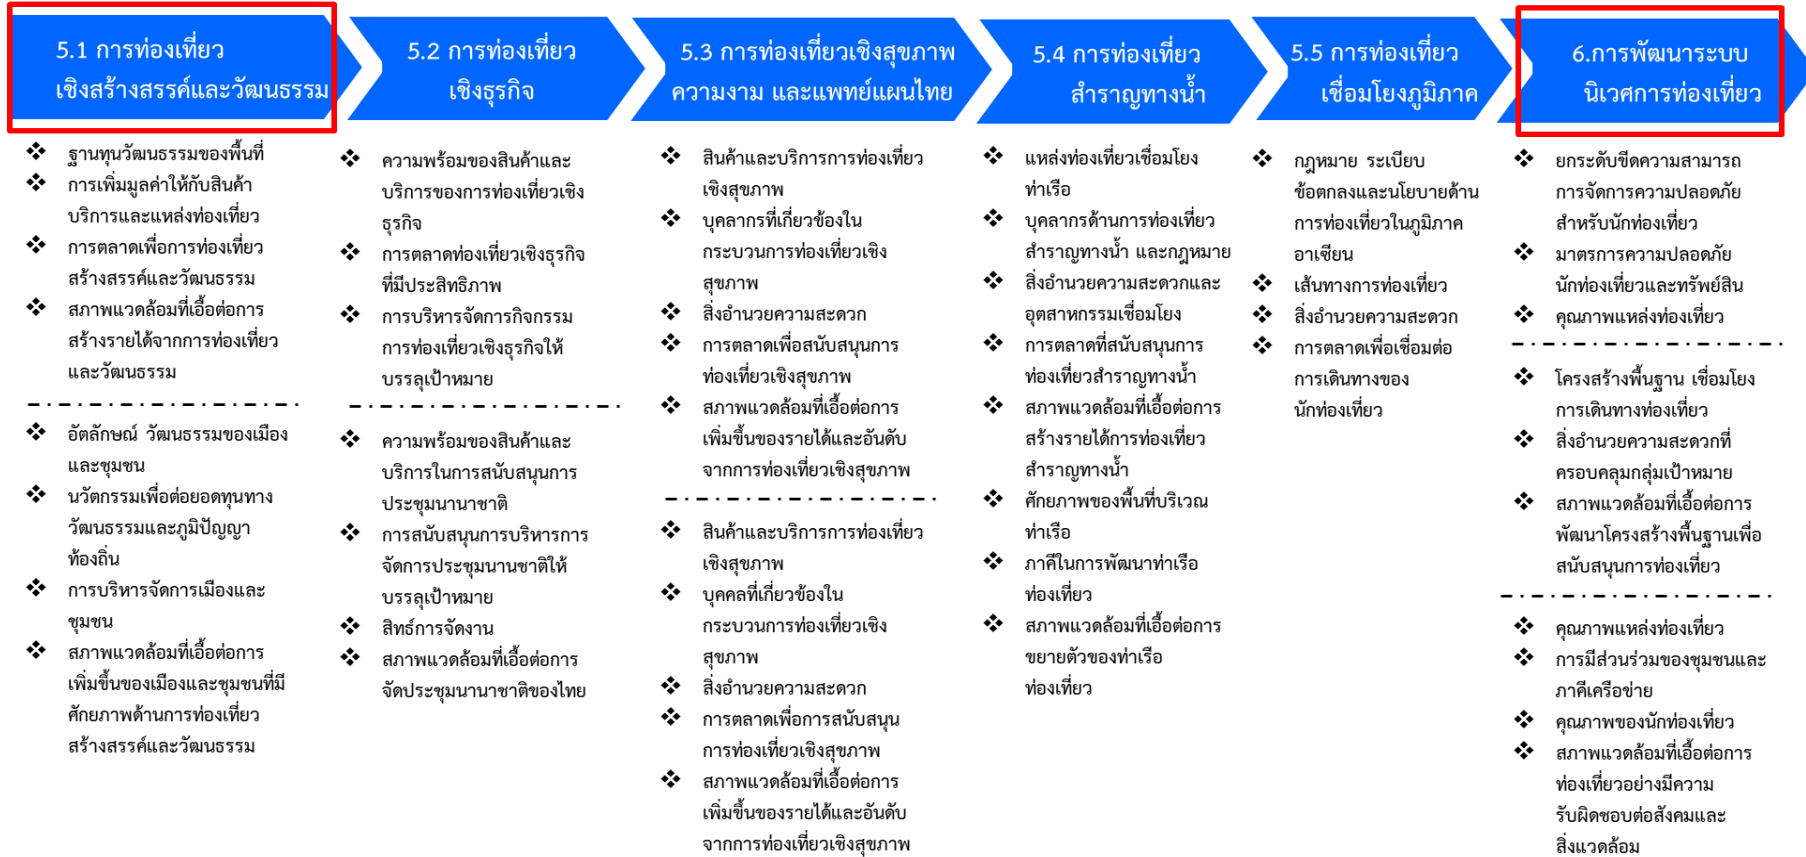 5.1 การท่องเที่ยว
เชิงสร้างสรรค์และวัฒนธรรม
❖ ฐานทุนวัฒนธรรมของพื้นที่
❖ การเพิ่มมูลค่าให้กับสินค้า
บริการและแหล่งท่องเที่ยว
❖ การตลาดเพื่อการท่องเที่ยว
สร้างสรรค์และวัฒนธรรม
❖ สภาพแวดล้อมที่เอื้อต่อการ
สร้างรายได้จากการท่องเที่ยว
และวัฒนธรรม
❖ อัตลักษณ์ วัฒนธรรมของเมือง
และชุมชน
❖ นวัตกรรมเพื่อต่อยอดทุนทาง
วัฒนธรรมและภูมิปัญญา
ท้องถิ่น
❖ การบริหารจัดการเมืองและ
ชุมชน
❖ สภาพแวดล้อมที่เอื้อต่อการ
เพิ่มขึ้นของเมืองและชุมชนที่มี
ศักยภาพด้านการท่องเที่ยว
สร้างสรรค์และวัฒนธรรม
5.2 การท่องเที่ยว
เชิงธุรกิจ
❖ ความพร้อมของสินค้าและ
บริการของการท่องเที่ยวเชิง
ธุรกิจ
❖ การตลาดท่องเที่ยวเชิงธุรกิจ
ที่มีประสิทธิภาพ
❖ การบริหารจัดการกิจกรรม
การท่องเที่ยวเชิงธุรกิจให้
บรรลุเป้าหมาย
❖ ความพร้อมของสินค้าและ
บริการในการสนับสนุนการ
ประชุมนานาชาติ
❖ การสนับสนุนการบริหารการ
จัดการประชุมนานชาติให้
บรรลุเป้าหมาย
❖ สิทธ์การจัดงาน
❖ สภาพแวดล้อมที่เอื้อต่อการ
จัดประชุมนานาชาติของไทย
5.3 การท่องเที่ยวเชิงสุขภาพ
ความงาม และแพทย์แผนไทย
❖ สินค้าและบริการการท่องเที่ยว
เชิงสุขภาพ
❖ บุคลากรที่เกี่ยวข้องใน
กระบวนการท่องเที่ยวเชิง
สุขภาพ
❖ สิ่งอำนวยความสะดวก
❖ การตลาดเพื่อสนับสนุนการ
ท่องเที่ยวเชิงสุขภาพ
❖ สภาพแวดล้อมที่เอื้อต่อการ
เพิ่มขึ้นของรายได้และอันดับ
จากการท่องเที่ยวเชิงสุขภาพ
❖ สินค้าและบริการการท่องเที่ยว
เชิงสุขภาพ
❖ บุคคลที่เกี่ยวข้องใน
กระบวนการท่องเที่ยวเชิง
สุขภาพ
❖ สิ่งอำนวยความสะดวก
❖ การตลาดเพื่อการสนับสนุน
การท่องเที่ยวเชิงสุขภาพ
❖ สภาพแวดล้อมที่เอื้อต่อการ
เพิ่มขึ้นของรายได้และอันดับ
จากการท่องเที่ยวเชิงสุขภาพ
5.4 การท่องเที่ยว
สำราญทางน้ำ
❖ แหล่งท่องเที่ยวเชื่อมโยง
ท่าเรือ
❖ บุคลากรด้านการท่องเที่ยว
สำราญทางน้ำ และกฎหมาย
❖ สิ่งอำนวยความสะดวกและ
อุตสาหกรรมเชื่อมโยง
❖ การตลาดที่สนับสนุนการ
ท่องเที่ยวสำราญทางน้ำ
❖ สภาพแวดล้อมที่เอื้อต่อการ
สร้างรายได้การท่องเที่ยว
สำราญทางน้ำ
❖ ศักยภาพของพื้นที่บริเวณ
ท่าเรือ
❖ ภาคีในการพัฒนาท่าเรือ
ท่องเที่ยว
❖ สภาพแวดล้อมที่เอื้อต่อการ
ขยายตัวของท่าเรือ
ท่องเที่ยว
5.5 การท่องเที่ยว
เชื่อมโยงภูมิภาค
❖ กฎหมาย ระเบียบ
ข้อตกลงและนโยบายด้าน
การท่องเที่ยวในภูมิภาค
อาเซียน
❖ เส้นทางการท่องเที่ยว
❖ สิ่งอำนวยความสะดวก
❖ การตลาดเพื่อเชื่อมต่อ
การเดินทางของ
นักท่องเที่ยว
6.การพัฒนาระบบ
นิเวศการท่องเที่ยว
❖ ยกระดับขีดความสามารถ
การจัดการความปลอดภัย
สำหรับนักท่องเที่ยว
❖ มาตรการความปลอดภัย
นักท่องเที่ยวและทรัพย์สิน
❖ คุณภาพแหล่งท่องเที่ยว
❖ โครงสร้างพื้นฐาน เชื่อมโยง
การเดินทางท่องเที่ยว
❖ สิ่งอำนวยความสะดวกที่
ครอบคลุมกลุ่มเป้าหมาย
❖ สภาพแวดล้อมที่เอื้อต่อการ
พัฒนาโครงสร้างพื้นฐานเพื่อ
สนับสนุนการท่องเที่ยว
❖ คุณภาพแหล่งท่องเที่ยว
❖ การมีส่วนร่วมของชุมชนและ
ภาคีเครือข่าย
❖ คุณภาพของนักท่องเที่ยว
❖ สภาพแวดล้อมที่เอื้อต่อการ
ท่องเที่ยวอย่างมีความ
รับผิดชอบต่อสังคมและ
สิ่งแวดล้อม